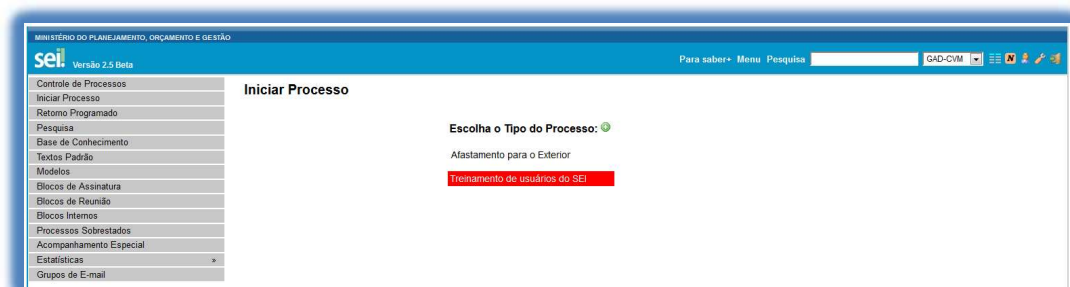 MINISTÉRIO DO PLANEJAMENTO, ORÇAMENTO E GESTÃO
sei! Versão 2.5 Beta
Para saber+ Menu Pesquisa
GAD-CVM
Controle de Processos
Iniciar Processo
Retorno Programado
Pesquisa
Base de Conhecimento
Textos Padrão
Modelos
Blocos de Assinatura
Blocos de Reunião
Blocos Internos
Processos Sobrestados
Acompanhamento Especial
Estatísticas »
Grupos de E-mail
Iniciar Processo
Escolha o Tipo do Processo:
Afastamento para o Exterior
Treinamento de usuários do SEI